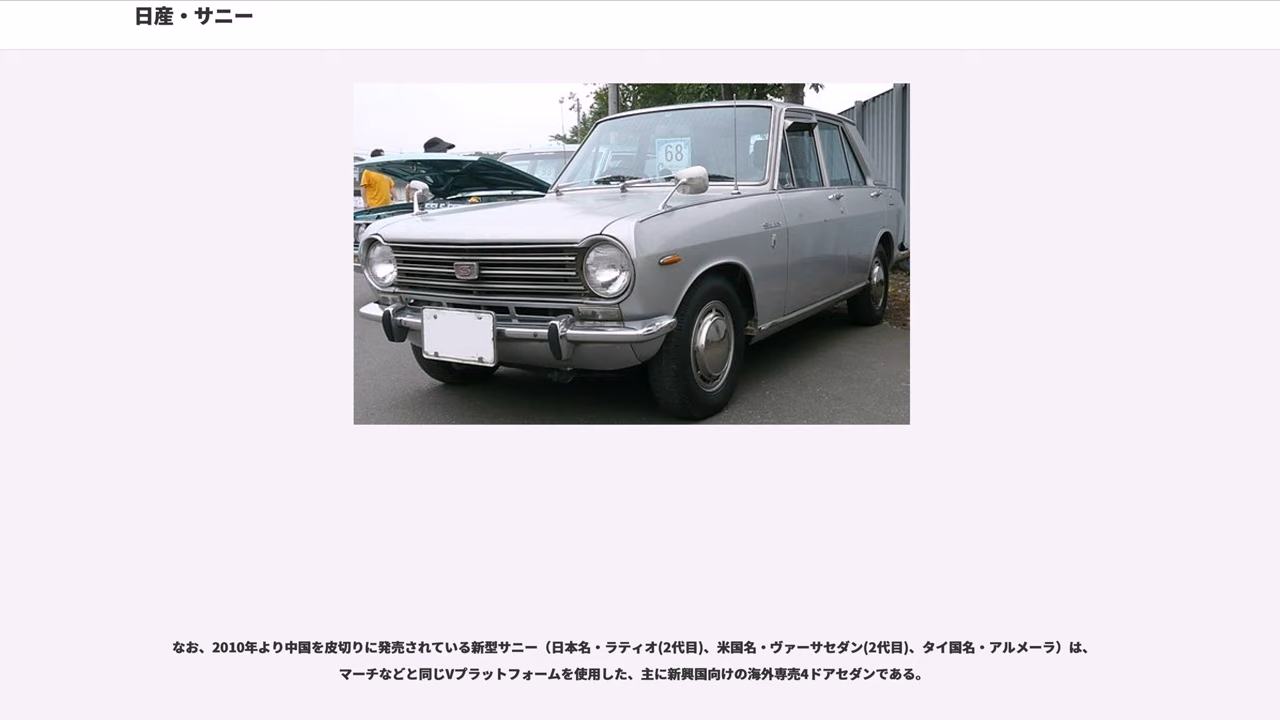 日産・サニー
68
なお、2010年より中国を皮切りに発売されている新型サニー（日本名・ラティオ(2代目)、米国名・ヴァーサセダン(2代目)、タイ国名・アルメーラ）は、
マーチなどと同じVプラットフォームを使用した、主に新興国向けの海外専売4ドアセダンである。